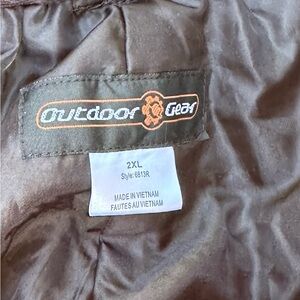 Outdoor Gear
2XL
Style: 6813R
MADE IN VIETNAM
FAITES AU VIETNAM